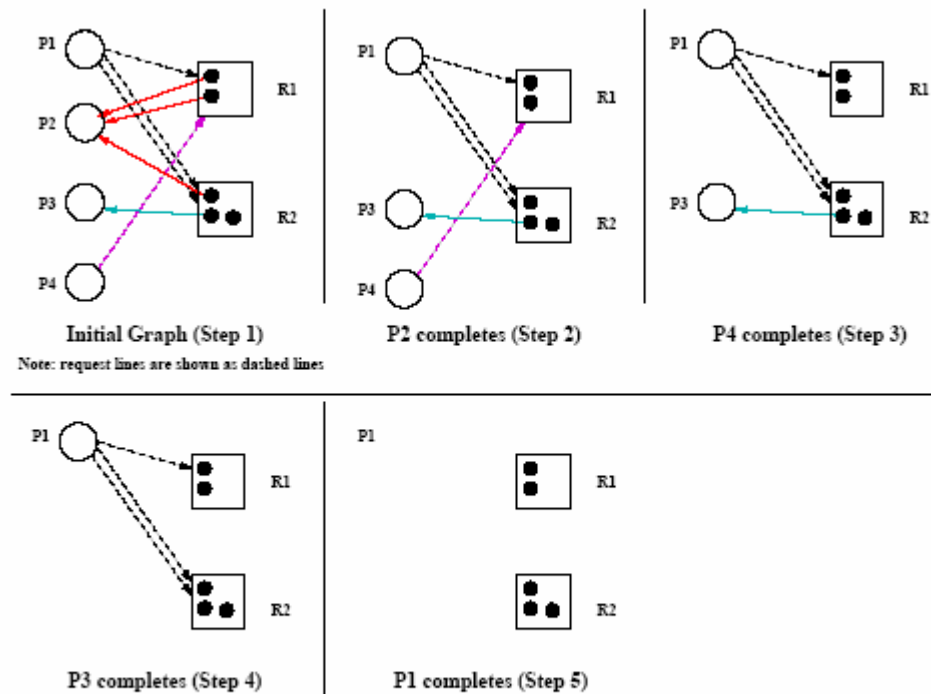 P1
R1
P2
P3
R2
P4
Initial Graph (Step 1)
Note: request lines are shown as dashed lines
P1
R1
P3
R2
P4
P2 completes (Step 2)
P1
R1
P3
R2
P4 completes (Step 3)
P1
R1
R2
P3 completes (Step 4)
P1
R1
R2
P1 completes (Step 5)